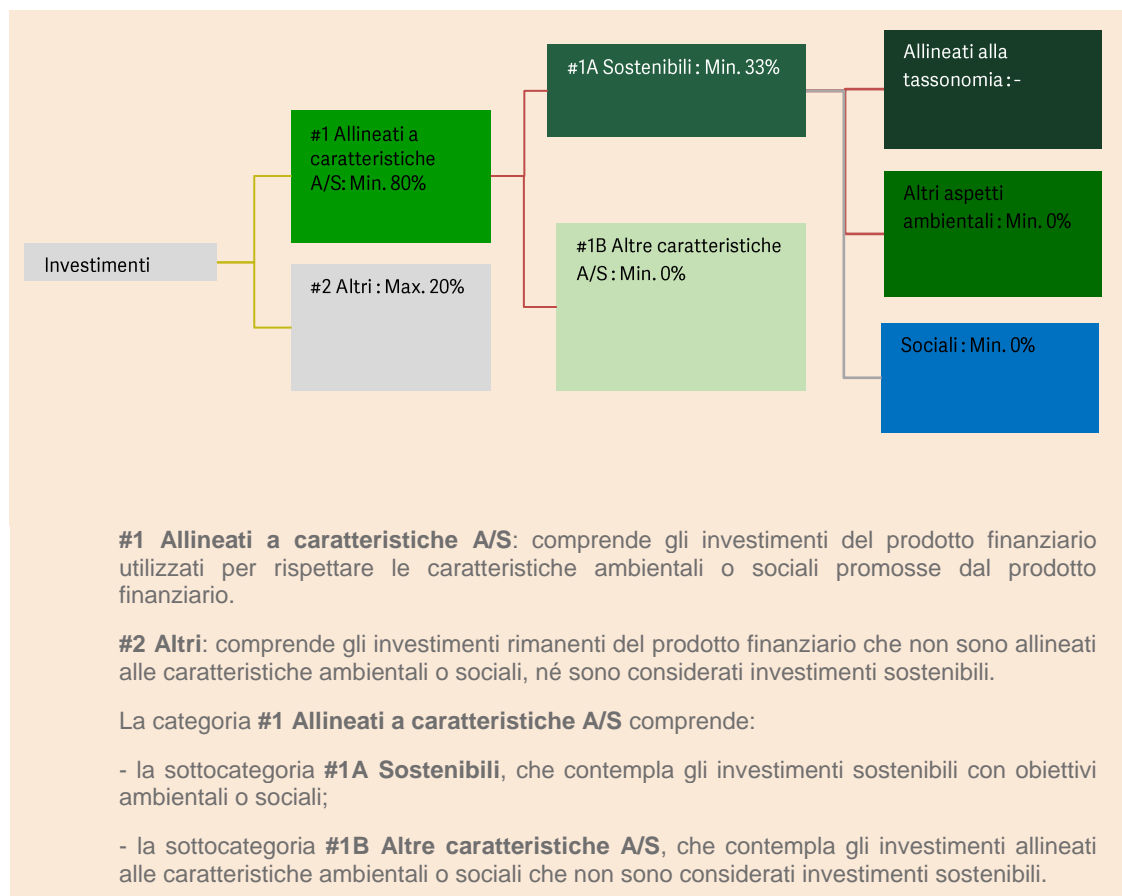 Investimenti
#1 Allineati a
caratteristiche
A/S: Min. 80%
#2 Altri : Max. 20%
#1A Sostenibili : Min. 33%
#1B Altre caratteristiche
A/S : Min. 0%
Allineati alla
tassonomia : -
Altri aspetti
ambientali : Min. 0%
Sociali : Min. 0%
#1 Allineati a caratteristiche A/S: comprende gli investimenti del prodotto finanziario
utilizzati per rispettare le caratteristiche ambientali o sociali promosse dal prodotto
finanziario.
#2 Altri: comprende gli investimenti rimanenti del prodotto finanziario che non sono allineati
alle caratteristiche ambientali o sociali, né sono considerati investimenti sostenibili.
La categoria #1 Allineati a caratteristiche A/S comprende:
- la sottocategoria #1A Sostenibili, che contempla gli investimenti sostenibili con obiettivi
ambientali o sociali;
- la sottocategoria #1B Altre caratteristiche A/S, che contempla gli investimenti allineati
alle caratteristiche ambientali o sociali che non sono considerati investimenti sostenibili.